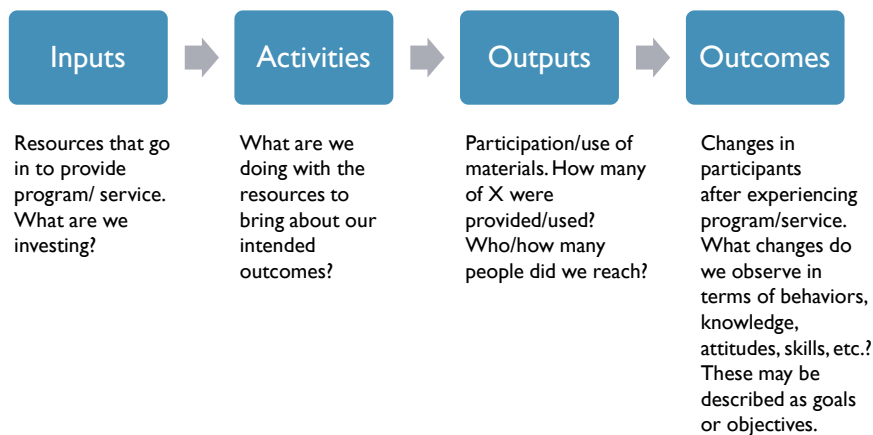 Inputs
Activities
Outputs
Outcomes
Resources that go
in to provide
program/ service.
What are we
investing?
What are we
doing with the
resources to
bring about our
intended
outcomes?
Participation/use of
materials. How many
of X were
provided/used?
Who/how many
people did we reach?
Changes in
participants
after experiencing
program/service.
What changes do
we observe in
terms of behaviors,
knowledge,
attitudes, skills, etc.?
These may be
described as goals
or objectives.